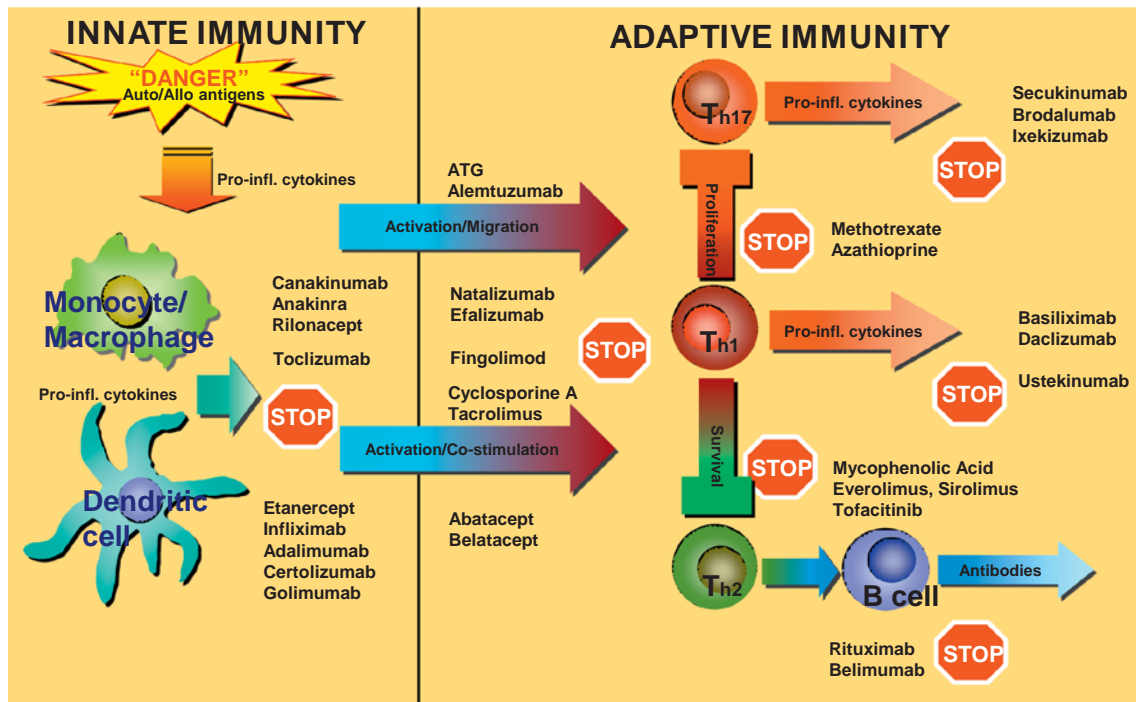 INNATE IMMUNITY
"DANGER"
Auto/Allo antigens
Pro-infl. cytokines
Monocyte/
Macrophage
Canakinumab
Anakinra
Rilonacept
Toclizumab
Pro-infl. cytokines
STOP
Dendritic
cell
Etanercept
Infliximab
Adalimumab
Certolizumab
Golimumab
ADAPTIVE IMMUNITY
ATG
Alemtuzumab
Activation/Migration
Natalizumab
Efalizumab
Fingolimod
STOP
Cyclosporine A
Tacrolimus
Activation/Co-stimulation
Abatacept
Belatacept
Th17
Pro-infl. cytokines
Secukinumab
Brodalumab
Ixekizumab
STOP
Proliferation
STOP
Methotrexate
Azathioprine
Th1
Pro-infl. cytokines
Basiliximab
Daclizumab
STOP
Ustekinumab
Survival
STOP
Mycophenolic Acid
Everolimus, Sirolimus
Tofacitinib
Th2
B cell
Antibodies
Rituximab
Belimumab
STOP